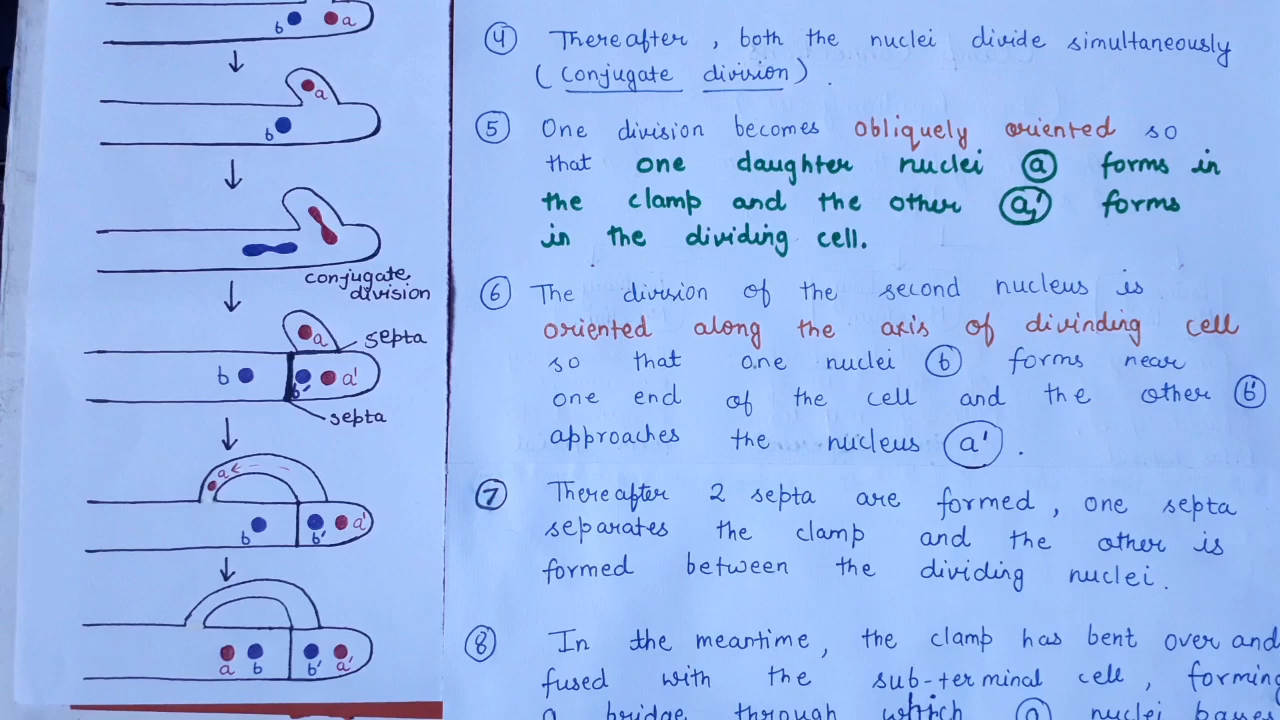 b a
a
b
conjugate
division
a
septa
b
b' a'
septa
a
b b' a'
a b b' a'
④ Thereafter, both the nuclei divide simultaneously
(conjugate division).
⑤ One division becomes obliquely oriented so
that one daughter nuclei ⓐ forms in
the clamp and the other a' forms
in the dividing cell.
⑥ The division of the second nucleus is
oriented along the axis of divinding cell
so that one nuclei ⓑ forms near
one end of the cell and the other b'
approaches the nucleus a'.
⑦ Thereafter 2 septa are formed, one septa
separates the clamp and the other is
formed between the dividing nuclei.
⑧ In the meantime, the clamp has bent over and
fused with the sub-terminal cell, forming
a bridge through which ⓐ nuclei